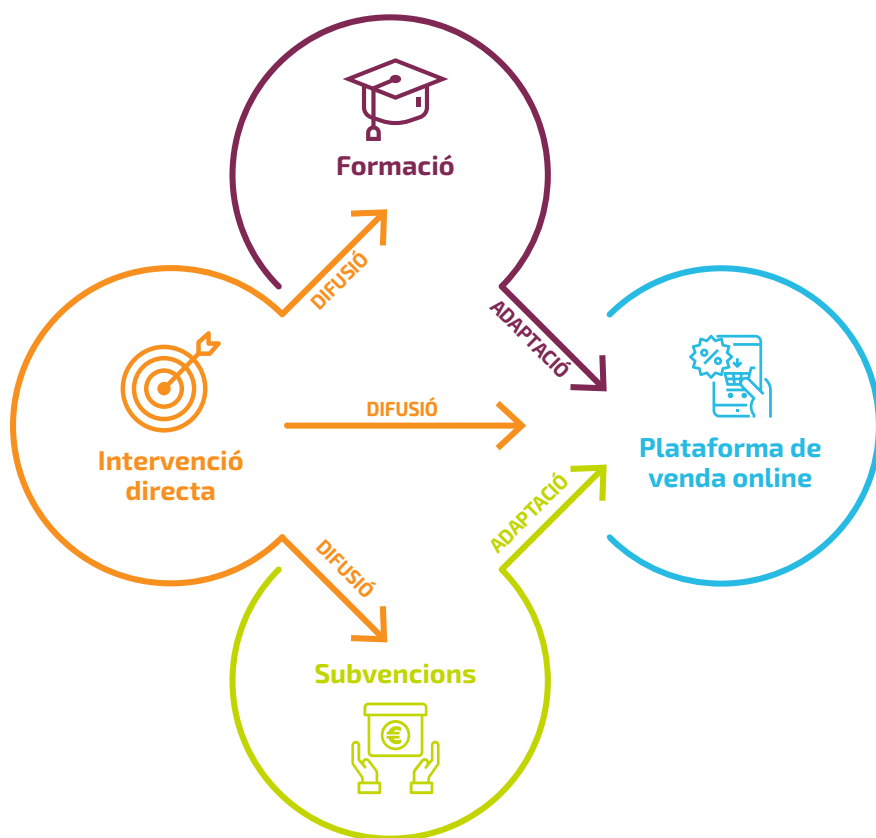 Formació
DIFUSIÓ
ADAPTACIÓ
Intervenció
directa
DIFUSIÓ
%
Plataforma de
venda online
DIFUSIÓ
ADAPTACIÓ
Subvencions
€